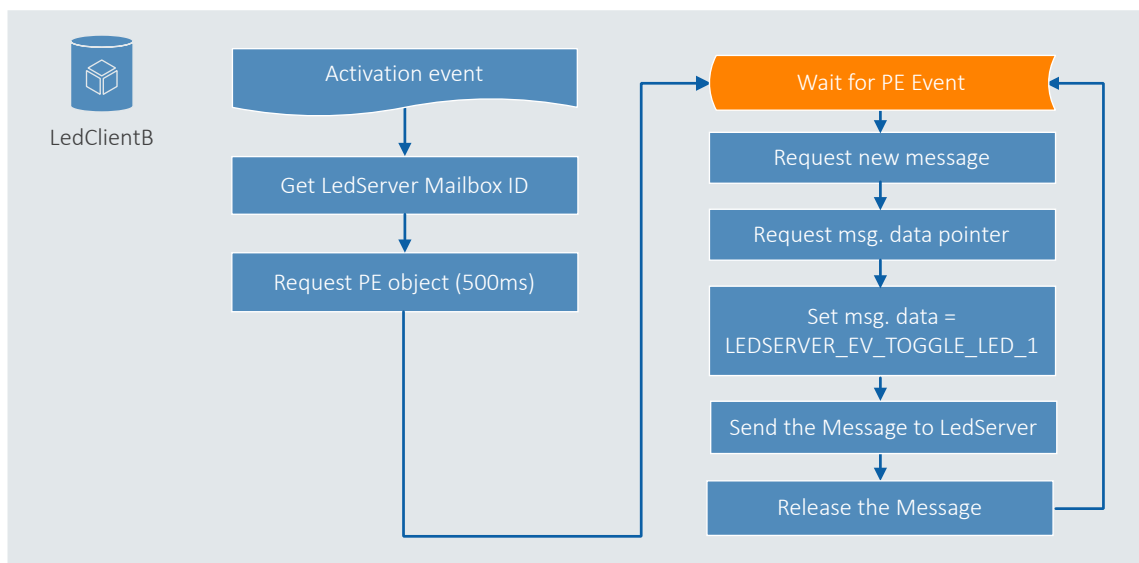 LedClientB
Activation event
Get LedServer Mailbox ID
Request PE object (500ms)
Wait for PE Event
Request new message
Request msg. data pointer
Set msg. data =
LEDSERVER_EV_TOGGLE_LED_1
Send the Message to LedServer
Release the Message